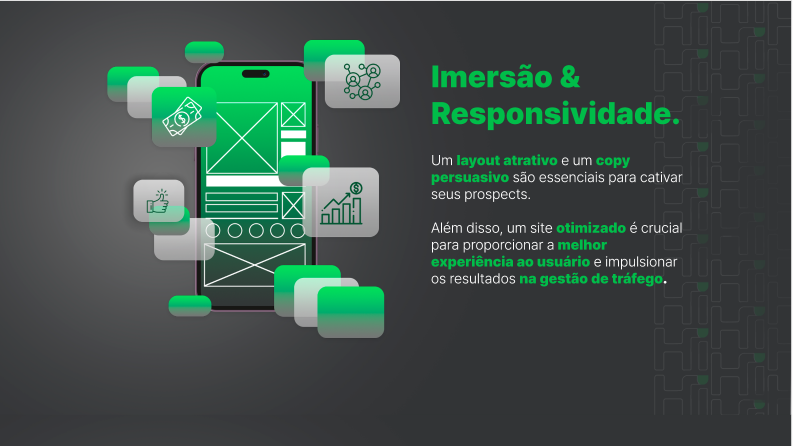 Imersão &
Responsividade.
Um layout atrativo e um copy
persuasivo são essenciais para cativar
seus prospects.
Além disso, um site otimizado é crucial
para proporcionar a melhor
experiência ao usuário e impulsionar
os resultados na gestão de tráfego.